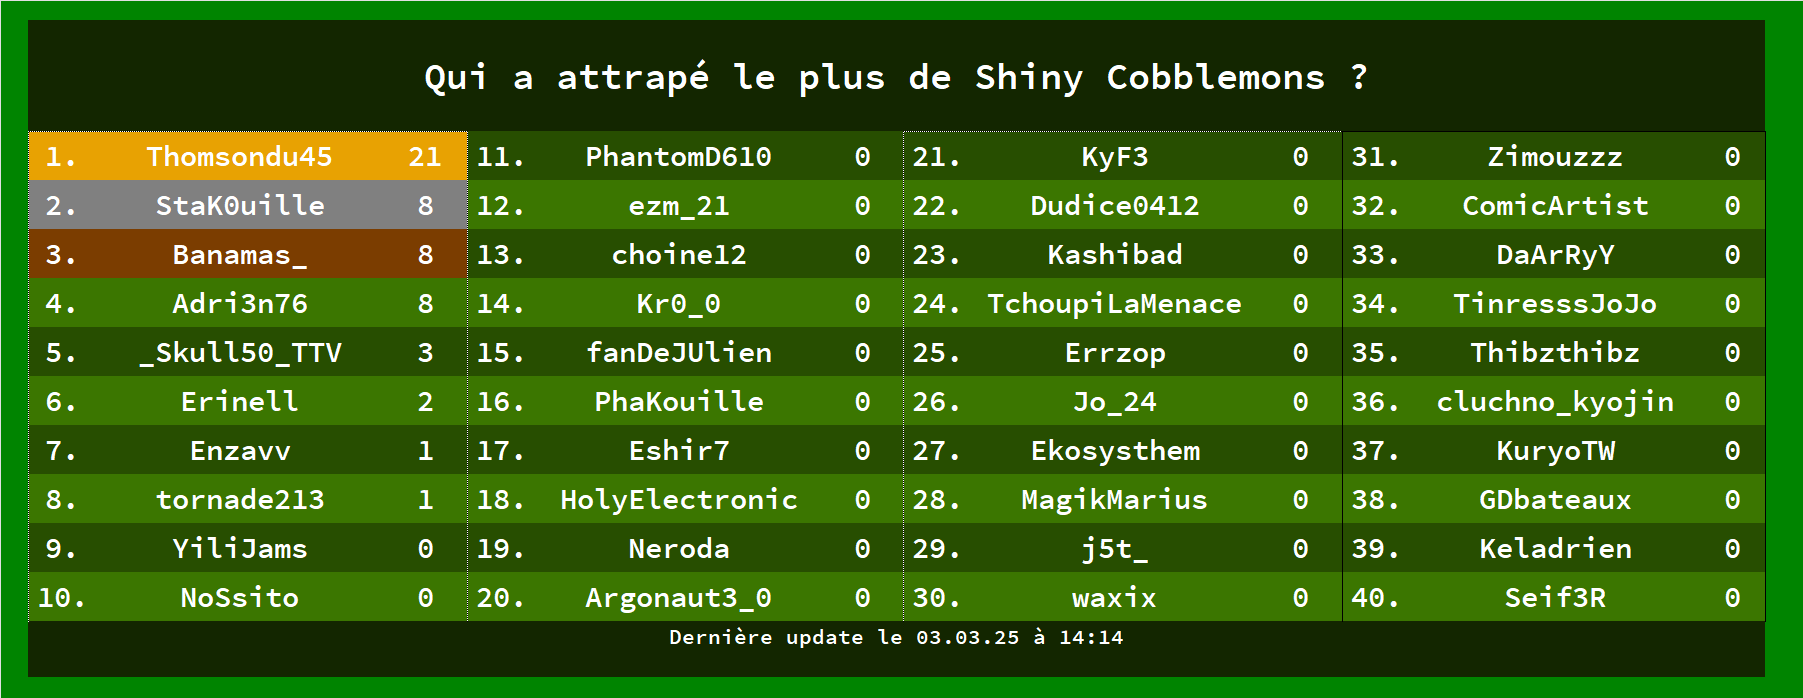 Qui a attrapé le plus de Shiny Cobblemons ?
1. Thomsondu45 21 11. PhantomD610 0 21. KyF3 0 31. Zimouzzz 0
2. StaK0uille 8 12. ezm_21 0 22. Dudice0412 0 32. ComicArtist 0
3. Banamas_ 8 13. choine12 0 23. Kashibad 0 33. DaArRyY 0
4. Adri3n76 8 14. Kr0_0 0 24. TchoupiLaMenace 0 34. TinresssJoJo 0
5. _Skull50_TTV 3 15. fanDeJUlien 0 25. Errzop 0 35. Thibzthibz 0
6. Erinell 2 16. PhaKouille 0 26. Jo_24 0 36. cluchno_kyojin 0
7. Enzavv 1 17. Eshir7 0 27. Ekosysthem 0 37. KuryoTW 0
8. tornade213 1 18. HolyElectronic 0 28. MagikMarius 0 38. GDbateaux 0
9. YiliJams 0 19. Neroda 0 29. j5t_ 0 39. Keladrien 0
10. NoSsito 0 20. Argonaut3_0 0 30. waxix 0 40. Seif3R 0
Dernière update le 03.03.25 à 14:14